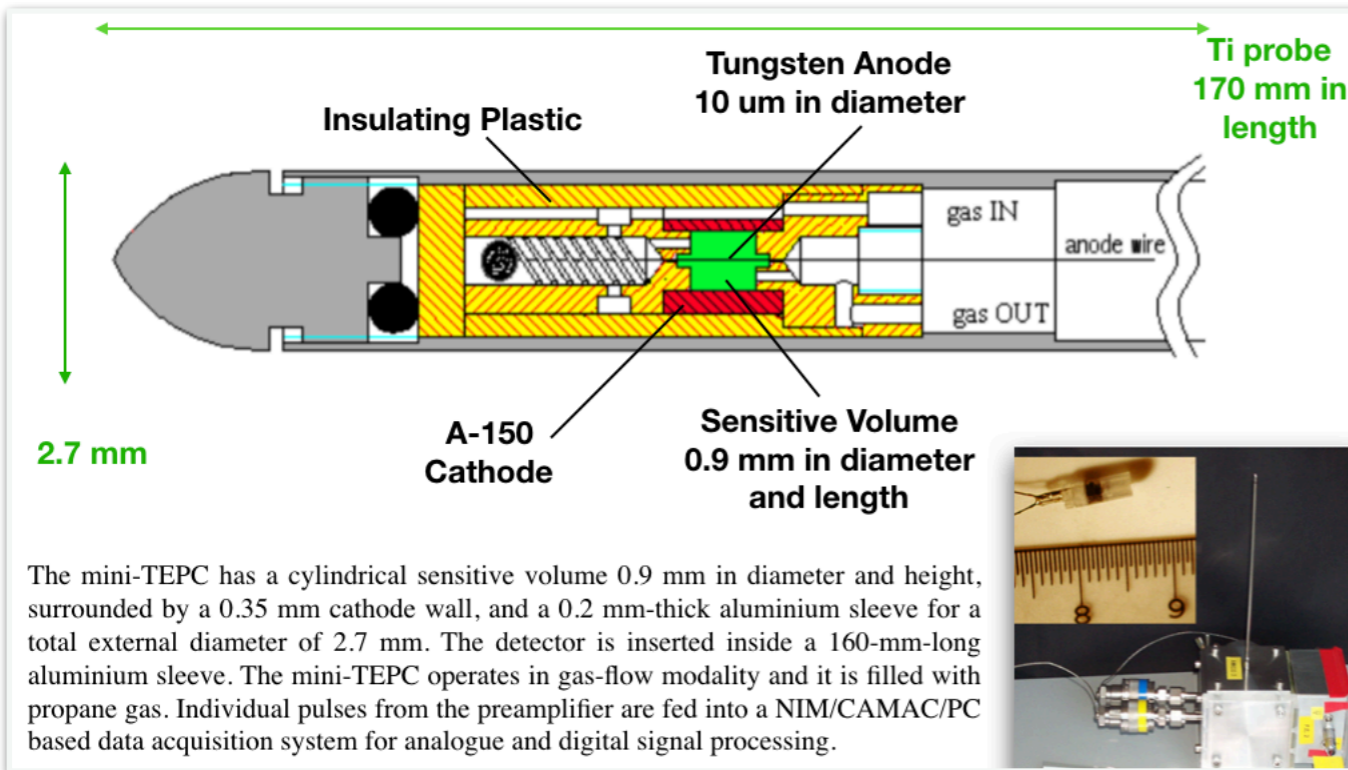 Ti probe
170 mm in
length
Tungsten Anode
10 um in diameter
Insulating Plastic
gas IN
anode wire
gas OUT
2.7 mm
A-150
Cathode
Sensitive Volume
0.9 mm in diameter
and length
The mini-TEPC has a cylindrical sensitive volume 0.9 mm in diameter and height,
surrounded by a 0.35 mm cathode wall, and a 0.2 mm-thick aluminium sleeve for a
total external diameter of 2.7 mm. The detector is inserted inside a 160-mm-long
aluminium sleeve. The mini-TEPC operates in gas-flow modality and it is filled with
propane gas. Individual pulses from the preamplifier are fed into a NIM/CAMAC/PC
based data acquisition system for analogue and digital signal processing.
8 9